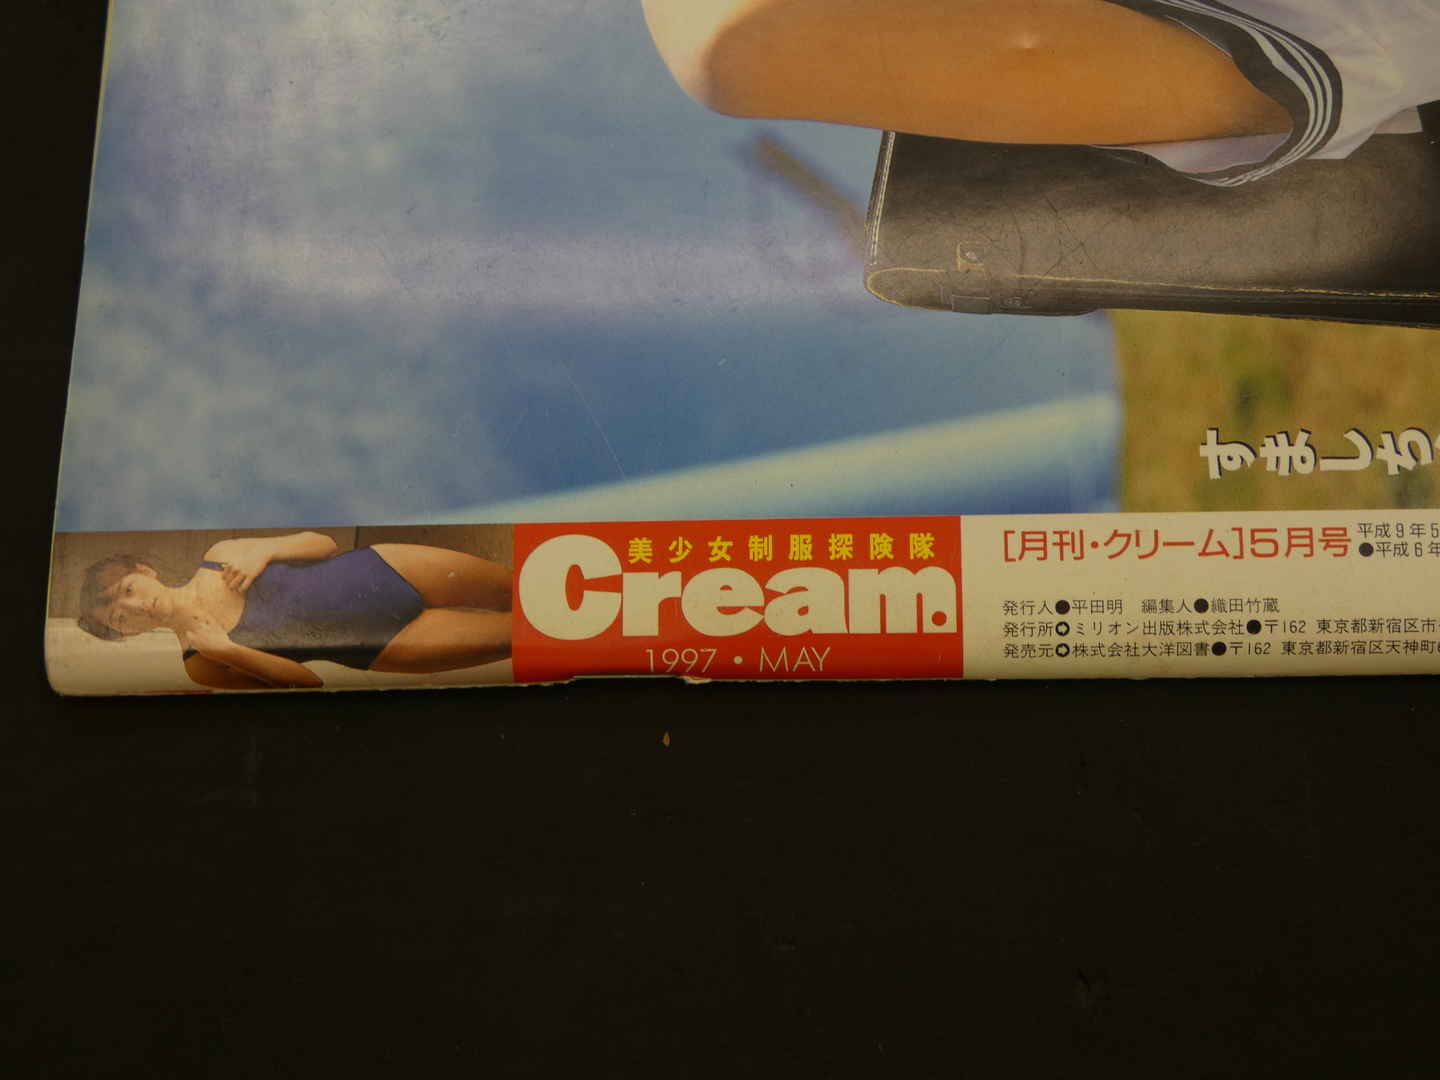 すましち
美少女制服探険隊
Cream.
1997・MAY
［月刊・クリーム］5月号
平成9年5
●平成6年
発行人●平田明　編集人●織田竹蔵
発行所✪ミリオン出版株式会社●〒162 東京都新宿区市
発売元✪株式会社大洋図書●〒162 東京都新宿区天神町